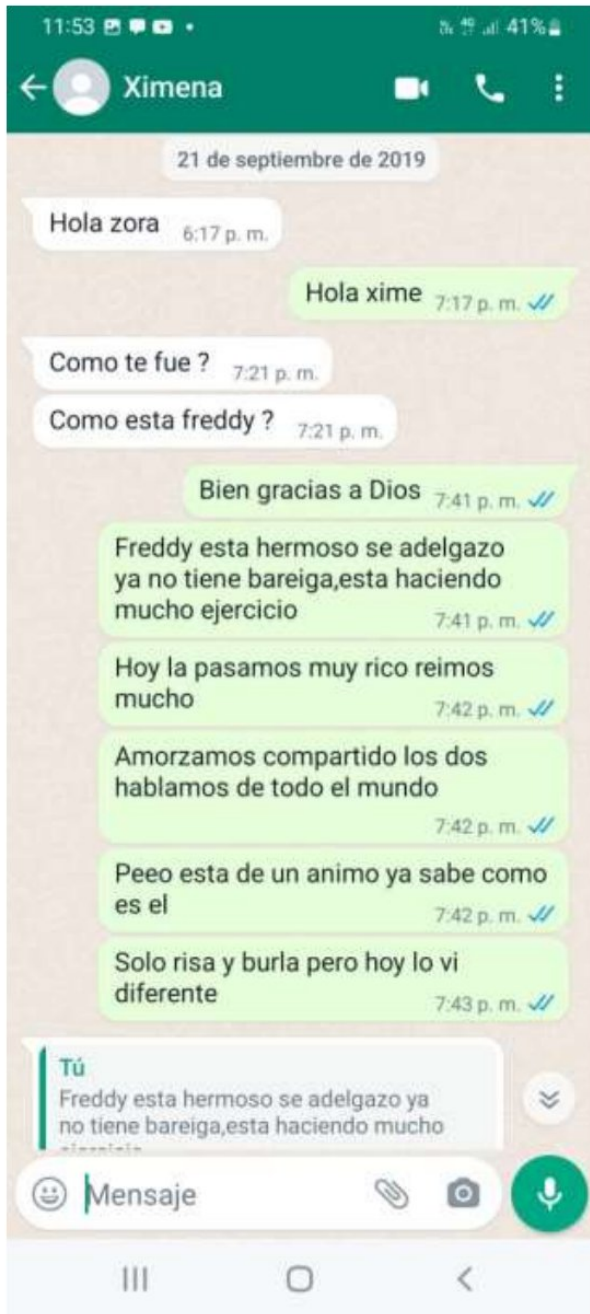 11:53
41%
Ximena
21 de septiembre de 2019
Hola zora 6:17 p. m.
Hola xime 7:17 p. m.
Como te fue ? 7:21 p. m.
Como esta freddy ? 7:21 p. m.
Bien gracias a Dios 7:41 p. m.
Freddy esta hermoso se adelgazo
ya no tiene bareiga,esta haciendo
mucho ejercicio 7:41 p. m.
Hoy la pasamos muy rico reimos
mucho 7:42 p. m.
Amorzamos compartido los dos
hablamos de todo el mundo
7:42 p. m.
Peeo esta de un animo ya sabe como
es el 7:42 p. m.
Solo risa y burla pero hoy lo vi
diferente 7:43 p. m.
Tú
Freddy esta hermoso se adelgazo ya
no tiene bareiga,esta haciendo mucho
Mensaje